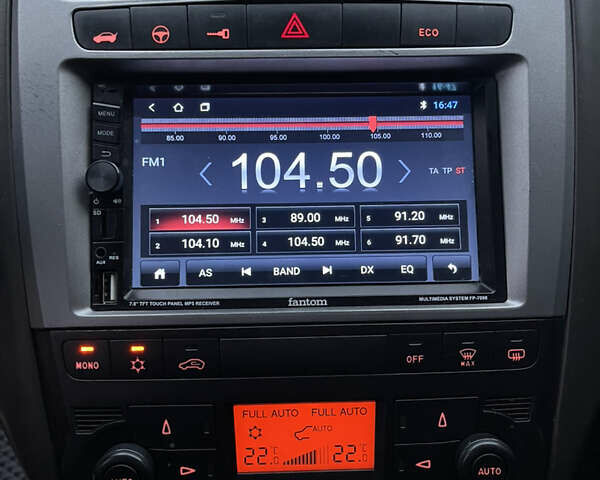 ECO
MENU
MODE
SD
AUX RES
16:47
85.00 90.00 95.00 100.00 105.00 110.00
FM1 104.50 TA TP ST
1 104.50 MHz 3 89.00 MHz 5 91.20 MHz
2 104.10 MHz 4 104.50 MHz 6 91.70 MHz
AS BAND DX EQ
7.0" TFT TOUCH PANEL MP5 RECEIVER fantom MULTIMEDIA SYSTEM FP-7098
MONO OFF MAX
FULL AUTO FULL AUTO
AUTO
22.0 °C 22.0 °C
AUTO AUTO